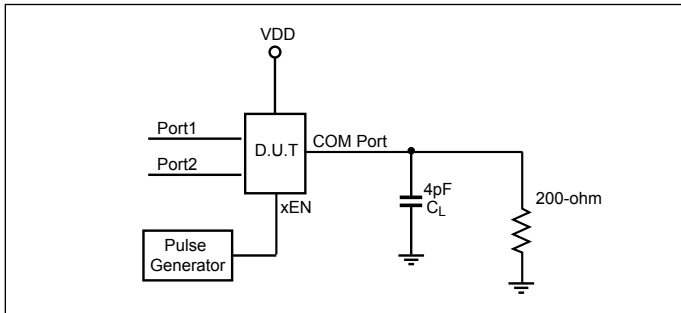 VDD
Port1
D.U.T
COM Port
Port2
4pF
CL
200-ohm
xEN
Pulse
Generator